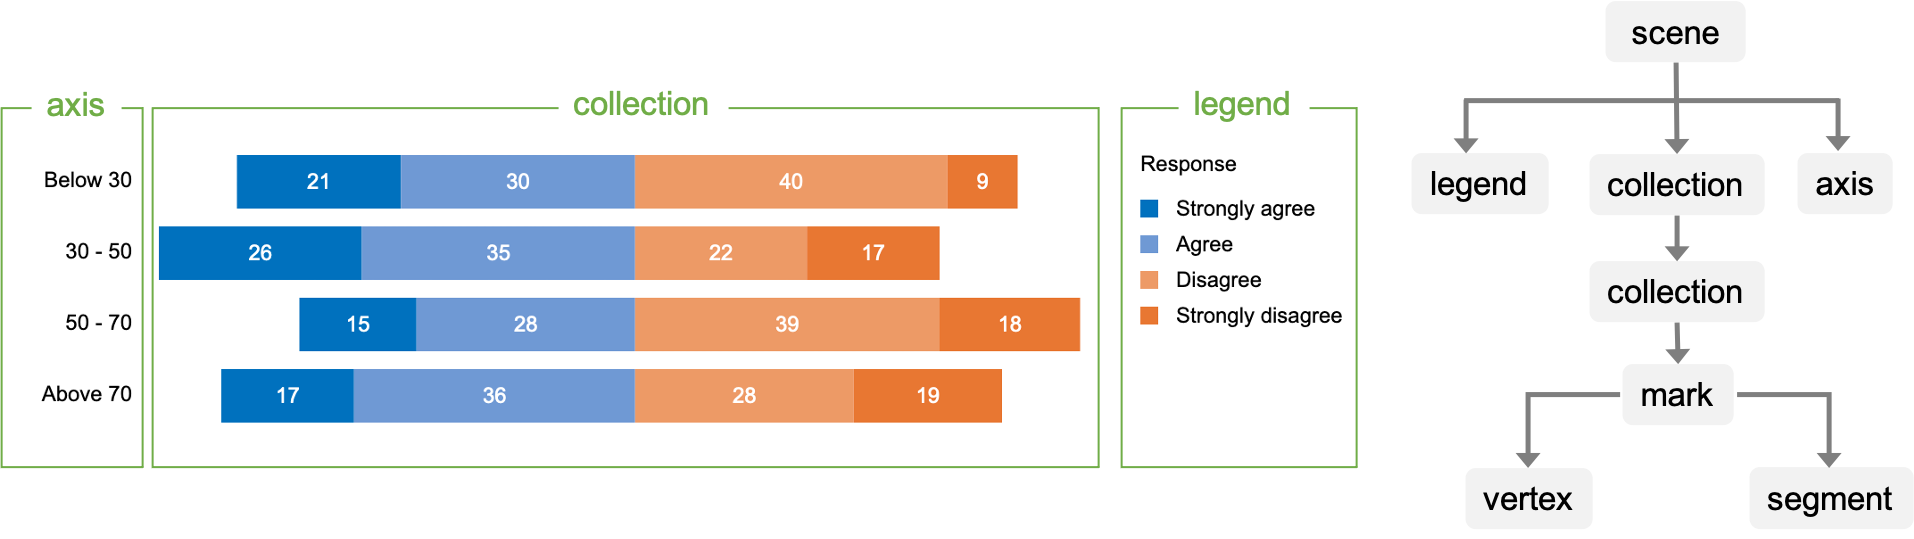 axis
collection
legend
Below 30
21
30
40
9
30 - 50
26
35
22
17
50 - 70
15
28
39
18
Above 70
17
36
28
19
Response
Strongly agree
Agree
Disagree
Strongly disagree
scene
legend
collection
axis
collection
mark
vertex
segment